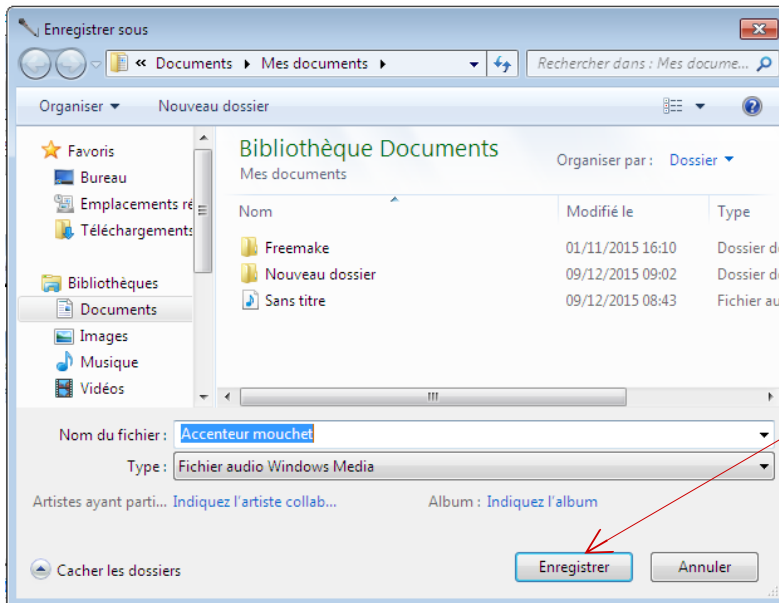 Enregistrer sous
« Documents Mes documents
Rechercher dans : Mes docume...
Organiser Nouveau dossier
Favoris
Bureau
Emplacements ré
Téléchargements
Bibliothèques
Documents
Images
Musique
Vidéos
Bibliothèque Documents
Mes documents
Organiser par : Dossier
Nom Modifié le Type
Freemake 01/11/2015 16:10 Dossier d
Nouveau dossier 09/12/2015 09:02 Dossier d
Sans titre 09/12/2015 08:43 Fichier au
Nom du fichier : Accenteur mouchet
Type : Fichier audio Windows Media
Artistes ayant parti... Indiquez l'artiste collab... Album : Indiquez l'album
Cacher les dossiers Enregistrer Annuler